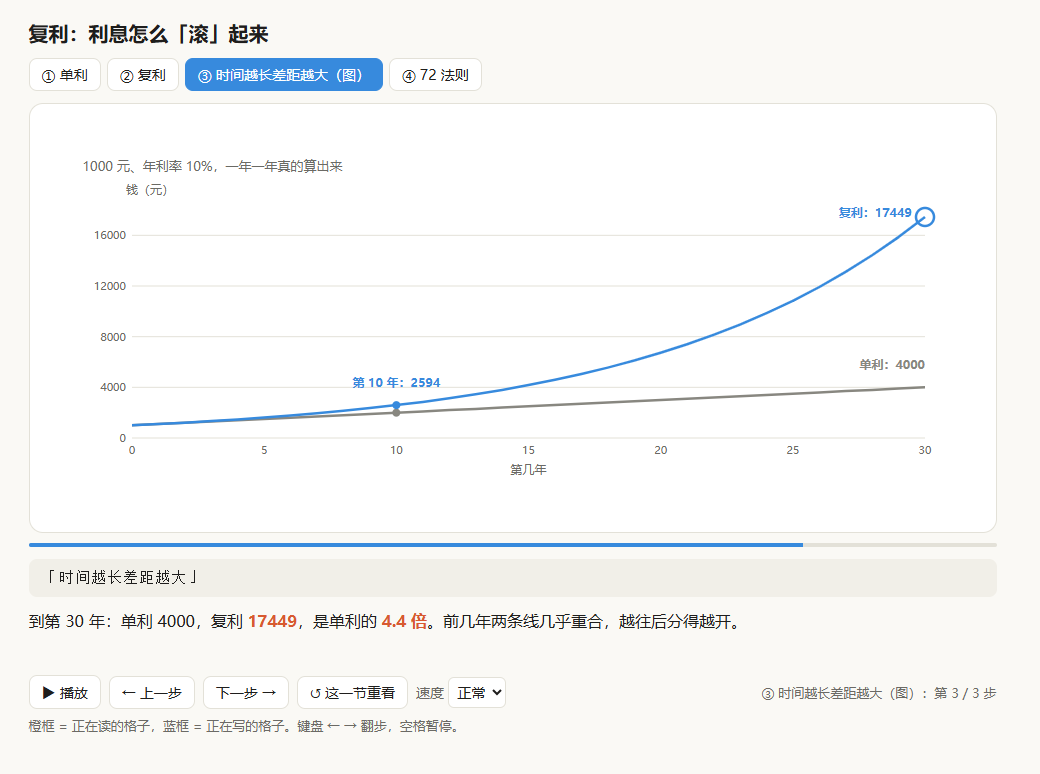 复利：利息怎么「滚」起来
① 单利 ② 复利 ③ 时间越长差距越大（图） ④ 72 法则
1000 元、年利率 10%，一年一年真的算出来
钱（元）
复利：17449
16000
12000
8000
单利：4000
第 10 年：2594
4000
0
0 5 10 15 20 25 30
第几年
「时间越长差距越大」
到第 30 年：单利 4000，复利 17449，是单利的 4.4 倍。前几年两条线几乎重合，越往后分得越开。
▶ 播放 ← 上一步 下一步 → ↺ 这一节重看 速度 正常 ③ 时间越长差距越大（图）：第 3 / 3 步
橙框 = 正在读的格子，蓝框 = 正在写的格子。键盘 ← → 翻步，空格暂停。